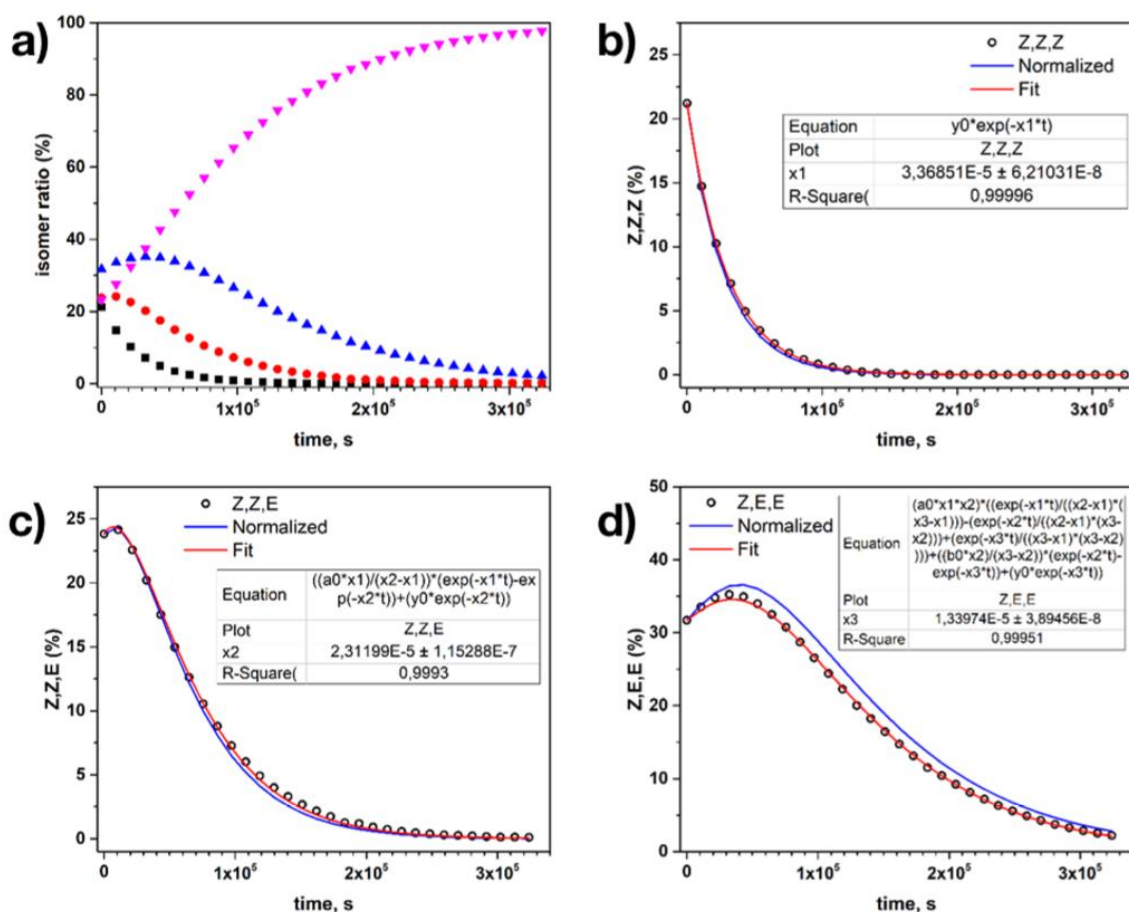 a)
100
80
60
40
20
0
isomer ratio (%)
0 1x10⁵ 2x10⁵ 3x10⁵
time, s
b)
25
20
15
10
5
0
Z,Z,Z (%)
Z,Z,Z
Normalized
Fit
Equation y0*exp(-x1*t)
Plot Z,Z,Z
x1 3,36851E-5 ± 6,21031E-8
R-Square( 0,99996
0 1x10⁵ 2x10⁵ 3x10⁵
time, s
c)
25
20
15
10
5
0
Z,Z,E (%)
Z,Z,E
Normalized
Fit
Equation ((a0*x1)/(x2-x1))*(exp(-x1*t)-ex
p(-x2*t))+(y0*exp(-x2*t))
Plot Z,Z,E
x2 2,31199E-5 ± 1,15288E-7
R-Square( 0,9993
0 1x10⁵ 2x10⁵ 3x10⁵
time, s
d)
50
40
30
20
10
0
Z,E,E (%)
Z,E,E
Normalized
Fit
Equation (a0*x1*x2)*((exp(-x1*t)/((x2-x1)*(
x3-x1)))-(exp(-x2*t)/((x2-x1)*(x3-
x2)))+(exp(-x3*t)/((x3-x1)*(x3-x2)
)))+((b0*x2)/(x3-x2))*(exp(-x2*t)-
exp(-x3*t))+(y0*exp(-x3*t))
Plot Z,E,E
x3 1,33974E-5 ± 3,89456E-8
R-Square 0,99951
0 1x10⁵ 2x10⁵ 3x10⁵
time, s